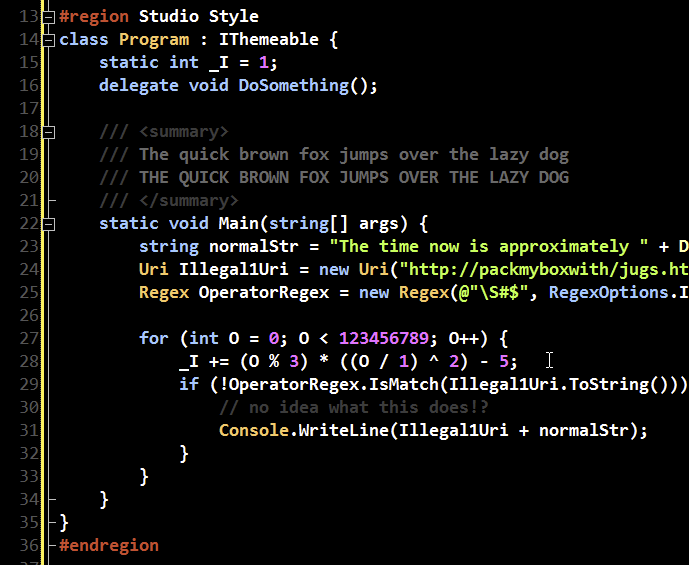 13 #region Studio Style
14 class Program : IThemeable {
15     static int _I = 1;
16     delegate void DoSomething();
17
18     /// <summary>
19     /// The quick brown fox jumps over the lazy dog
20     /// THE QUICK BROWN FOX JUMPS OVER THE LAZY DOG
21     /// </summary>
22     static void Main(string[] args) {
23         string normalStr = "The time now is approximately " + D
24         Uri Illegal1Uri = new Uri("http://packmyboxwith/jugs.ht
25         Regex OperatorRegex = new Regex(@"\S#$", RegexOptions.I
26
27         for (int O = 0; O < 123456789; O++) {
28             _I += (O % 3) * ((O / 1) ^ 2) - 5;
29             if (!OperatorRegex.IsMatch(Illegal1Uri.ToString()))
30                 // no idea what this does!?
31                 Console.WriteLine(Illegal1Uri + normalStr);
32             }
33         }
34     }
35 }
36 #endregion